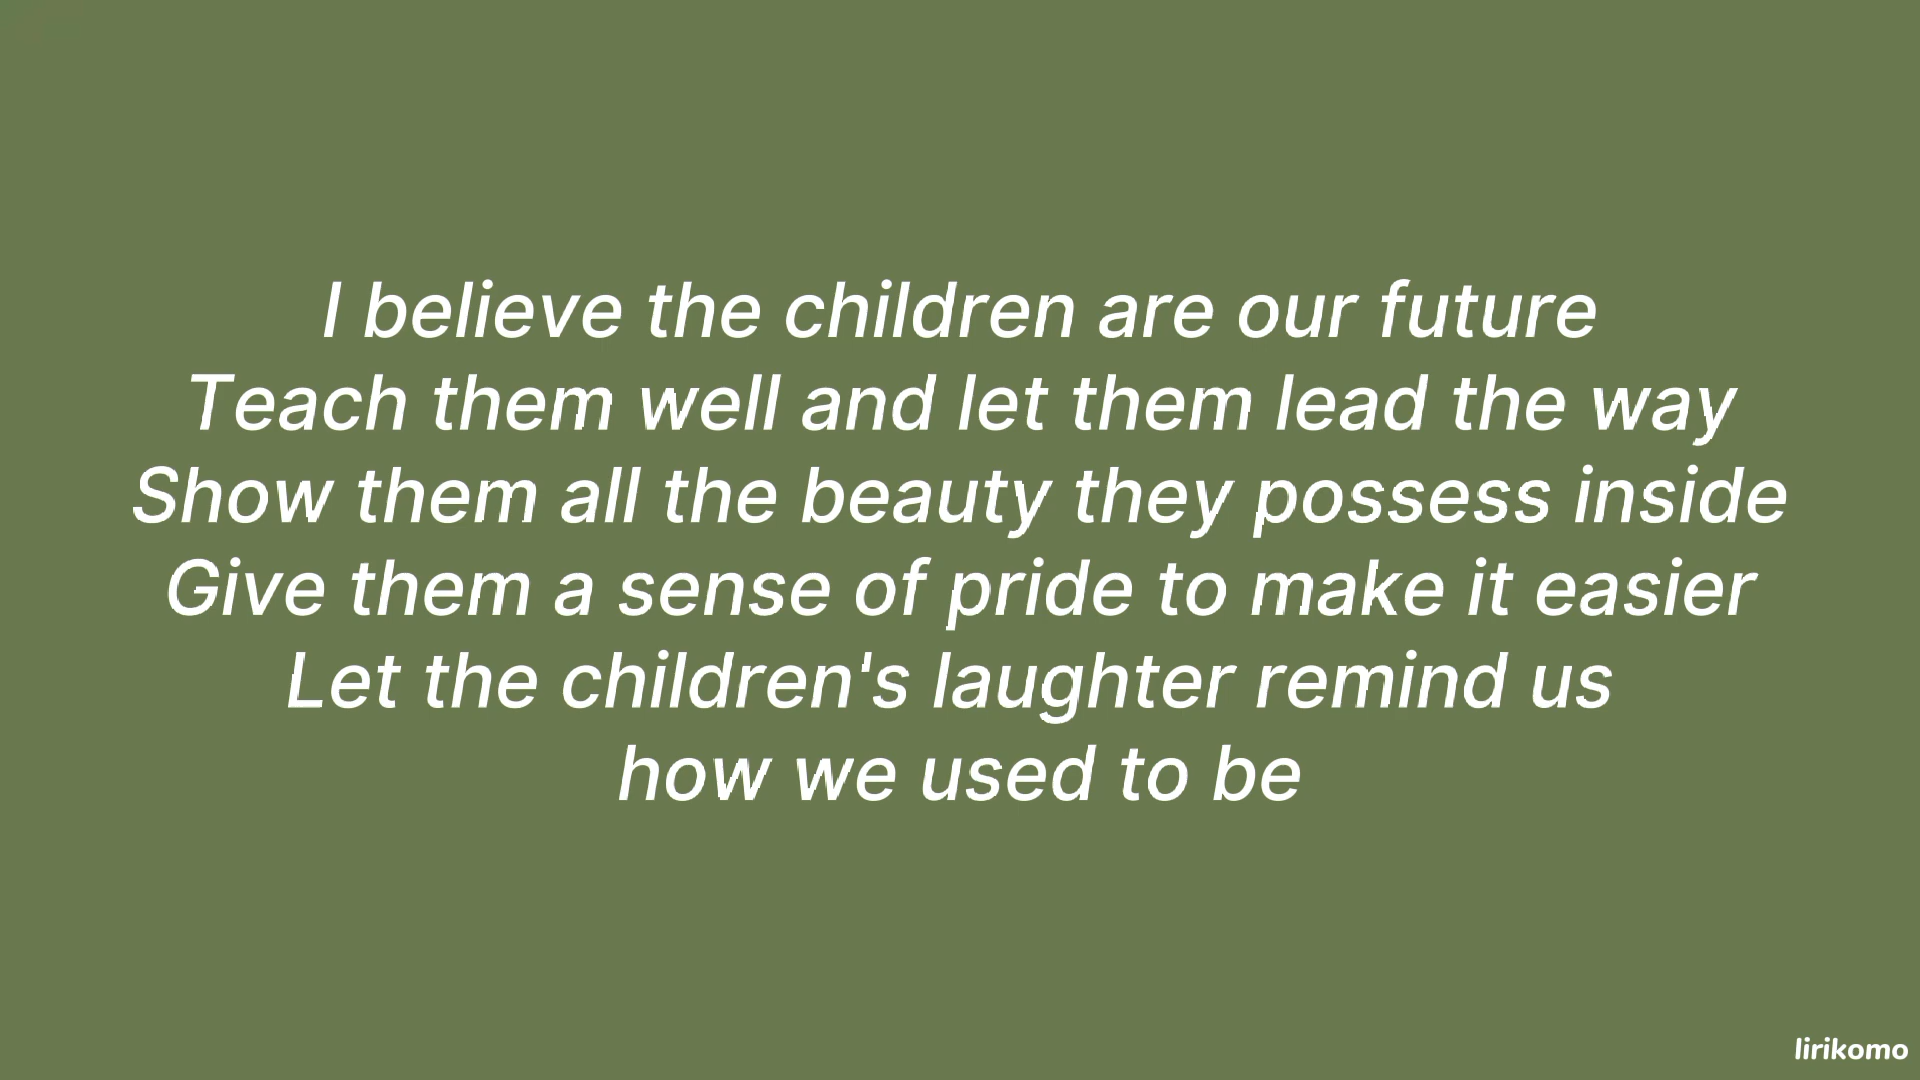 I believe the children are our future
Teach them well and let them lead the way
Show them all the beauty they possess inside
Give them a sense of pride to make it easier
Let the children's laughter remind us
how we used to be
lirikomo